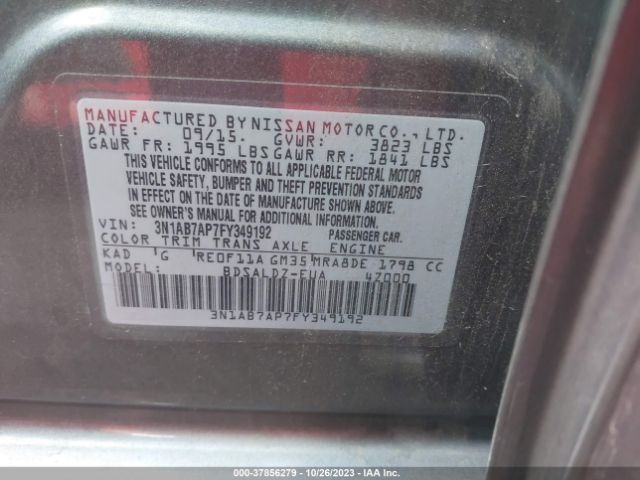 MANUFACTURED BY NISSAN MOTOR CO., LTD.
DATE: 09/15. GVWR: 3823 LBS
GAWR FR: 1995 LBS GAWR RR: 1841 LBS
THIS VEHICLE CONFORMS TO ALL APPLICABLE FEDERAL MOTOR
VEHICLE SAFETY, BUMPER AND THEFT PREVENTION STANDARDS
IN EFFECT ON THE DATE OF MANUFACTURE SHOWN ABOVE.
SEE OWNER'S MANUAL FOR ADDITIONAL INFORMATION.
VIN: 3N1AB7AP7FY349192 PASSENGER CAR.
COLOR TRIM TRANS AXLE ENGINE
KAD G RE0F11A GM35 MRA8DE 1798 CC
BDSALDZ-EUA 4Z000
3N1AB7AP7FY349192
000-37856279 - 10/26/2023 - IAA Inc.